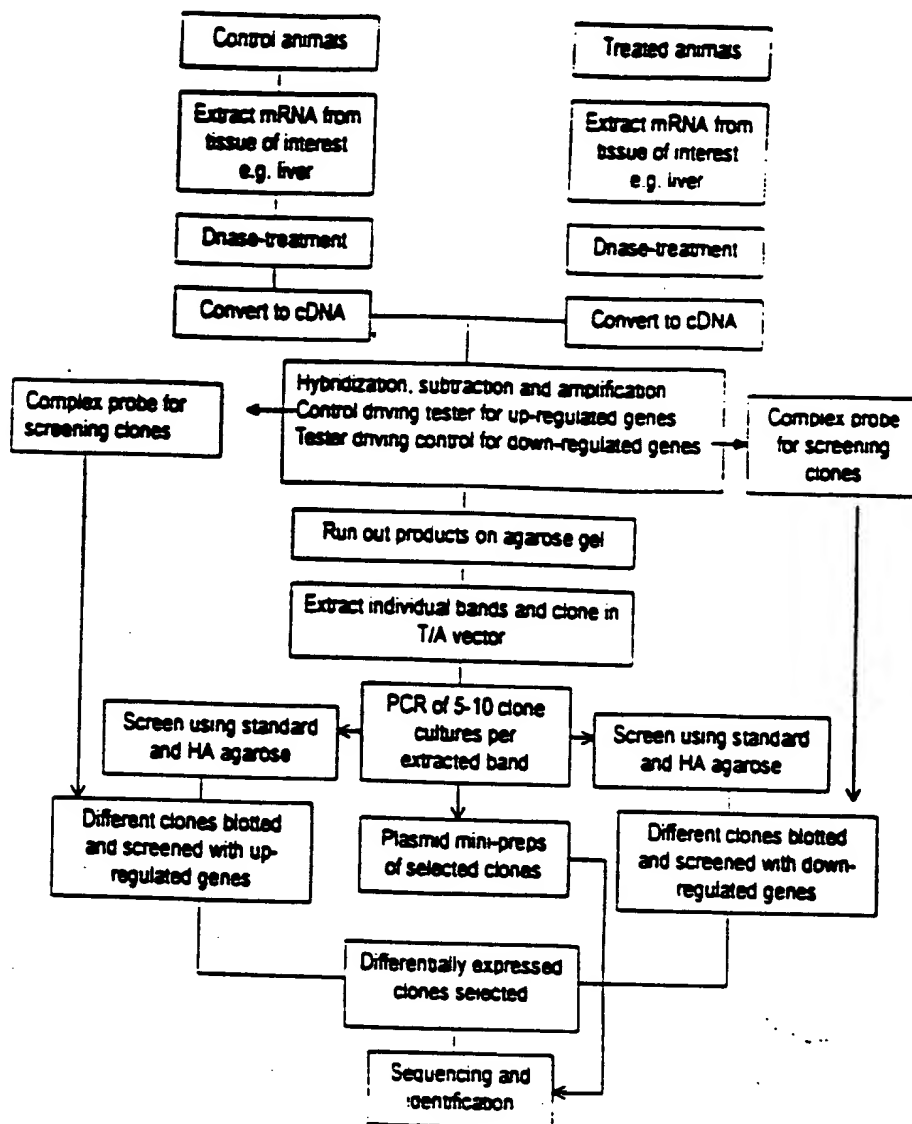 Control animals
Treated animals
Extract mRNA from
tissue of interest
e.g. liver
Extract mRNA from
tissue of interest
e.g. liver
Dnase-treatment
Dnase-treatment
Convert to cDNA
Convert to cDNA
Hybridization, subtraction and amplification
Control driving tester for up-regulated genes
Tester driving control for down-regulated genes
Complex probe for
screening clones
Complex probe
for screening
clones
Run out products on agarose gel
Extract individual bands and clone in
T/A vector
PCR of 5-10 clone
cultures per
extracted band
Screen using standard
and HA agarose
Screen using standard
and HA agarose
Different clones blotted
and screened with up-
regulated genes
Plasmid mini-preps
of selected clones
Different clones blotted
and screened with down-
regulated genes
Differentially expressed
clones selected
Sequencing and
identification